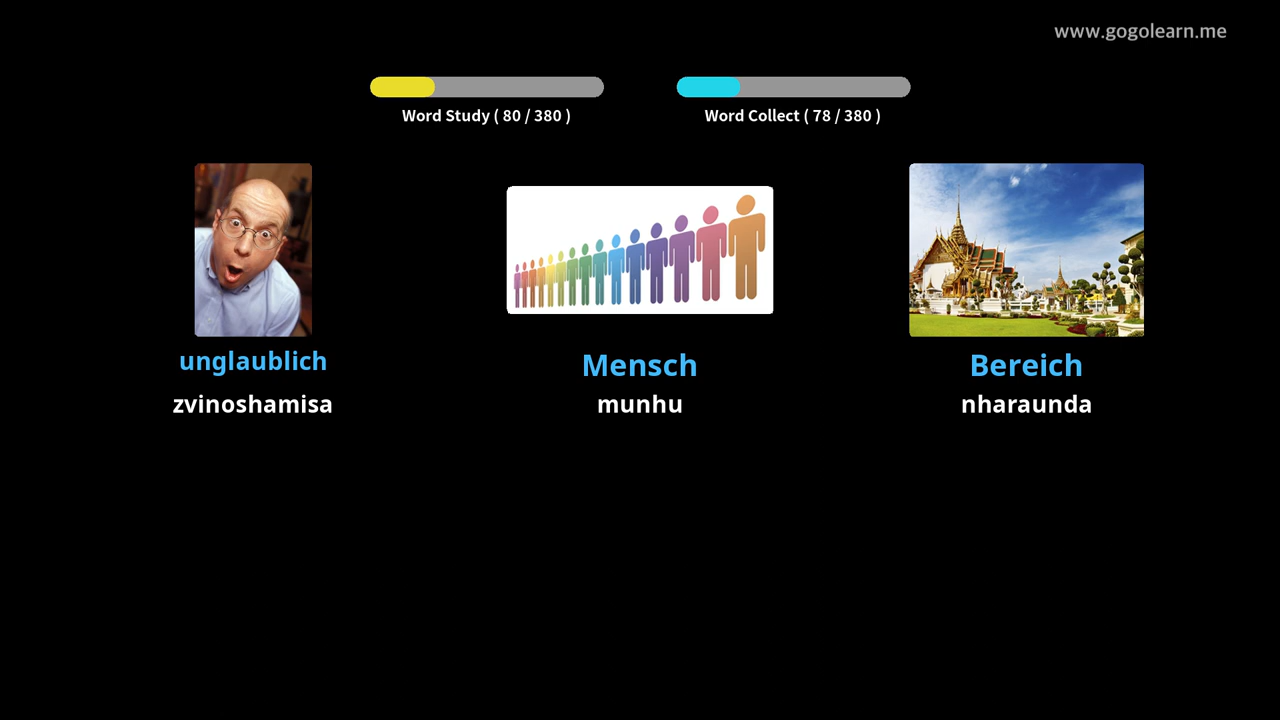 www.gogolearn.me
Word Study ( 80 / 380 )
Word Collect ( 78 / 380 )
unglaublich
zvinoshamisa
Mensch
munhu
Bereich
nharaunda